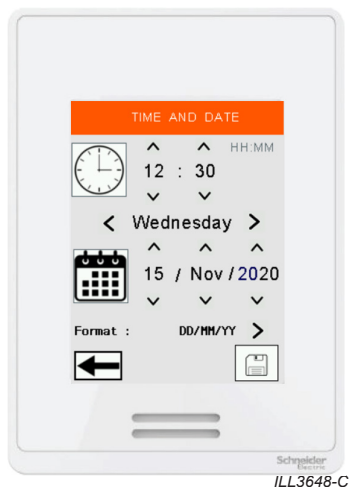 TIME AND DATE
HH:MM
12 : 30
Wednesday
15 / Nov / 2020
Format : DD/MM/YY
Schneider
Electric
ILL3648-C